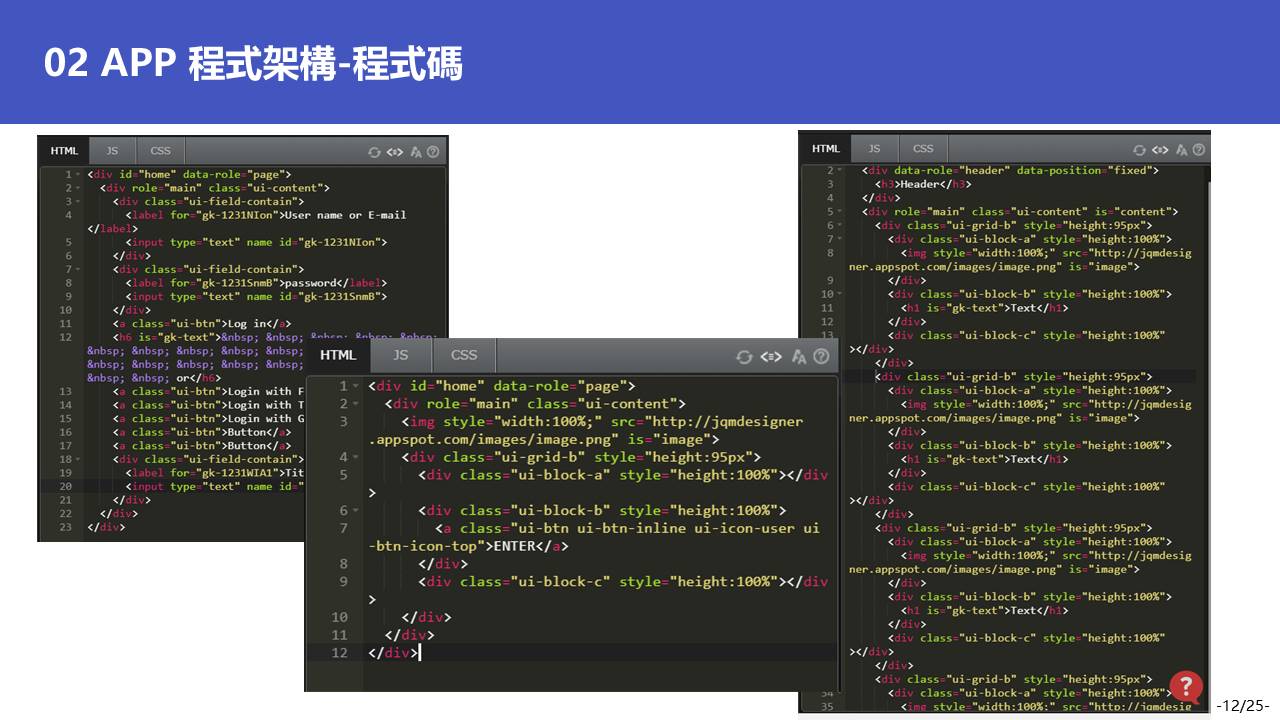 02 APP 程式架構-程式碼
HTML JS CSS
1 <div id="home" data-role="page">
2 <div role="main" class="ui-content">
3 <div class="ui-field-contain">
4 <label for="gk-1231NIon">User name or E-mail
</label>
5 <input type="text" name id="gk-1231NIon">
6 </div>
7 <div class="ui-field-contain">
8 <label for="gk-1231SnmB">password</label>
9 <input type="text" name id="gk-1231SnmB">
10 </div>
11 <a class="ui-btn">Log in</a>
12 <h6 is="gk-text">&nbsp; &nbsp; &nbsp; &nbsp; &nbsp;
&nbsp; &nbsp; &nbsp; &nbsp; &nbsp;
&nbsp; &nbsp; &nbsp; &nbsp; &nbsp;
&nbsp; &nbsp; or</h6>
13 <a class="ui-btn">Login with F
14 <a class="ui-btn">Login with T
15 <a class="ui-btn">Login with G
16 <a class="ui-btn">Button</a>
17 <a class="ui-btn">Button</a>
18 <div class="ui-field-contain">
19 <label for="gk-1231WIA1">Tit
20 <input type="text" name id="
21 </div>
22 </div>
23 </div>
HTML JS CSS
1 <div id="home" data-role="page">
2 <div role="main" class="ui-content">
3 <img style="width:100%;" src="http://jqmdesigner
.appspot.com/images/image.png" is="image">
4 <div class="ui-grid-b" style="height:95px">
5 <div class="ui-block-a" style="height:100%"></div
>
6 <div class="ui-block-b" style="height:100%">
7 <a class="ui-btn ui-btn-inline ui-icon-user ui
-btn-icon-top">ENTER</a>
8 </div>
9 <div class="ui-block-c" style="height:100%"></div
>
10 </div>
11 </div>
12 </div>
HTML JS CSS
2 <div data-role="header" data-position="fixed">
3 <h3>Header</h3>
4 </div>
5 <div role="main" class="ui-content" is="content">
6 <div class="ui-grid-b" style="height:95px">
7 <div class="ui-block-a" style="height:100%">
8 <img style="width:100%;" src="http://jqmdesig
ner.appspot.com/images/image.png" is="image">
9 </div>
10 <div class="ui-block-b" style="height:100%">
11 <h1 is="gk-text">Text</h1>
12 </div>
13 <div class="ui-block-c" style="height:100%"
></div>
</div>
<div class="ui-grid-b" style="height:95px">
<div class="ui-block-a" style="height:100%">
<img style="width:100%;" src="http://jqmdesig
ner.appspot.com/images/image.png" is="image">
</div>
<div class="ui-block-b" style="height:100%">
<h1 is="gk-text">Text</h1>
</div>
<div class="ui-block-c" style="height:100%"
></div>
</div>
<div class="ui-grid-b" style="height:95px">
<div class="ui-block-a" style="height:100%">
<img style="width:100%;" src="http://jqmdesig
ner.appspot.com/images/image.png" is="image">
</div>
<div class="ui-block-b" style="height:100%">
<h1 is="gk-text">Text</h1>
</div>
<div class="ui-block-c" style="height:100%"
></div>
</div>
<div class="ui-grid-b" style="height:95px">
34 <div class="ui-block-a" style="height:100%">
35 <img style="width:100%;" src="http://jqmdesig
?
-12/25-